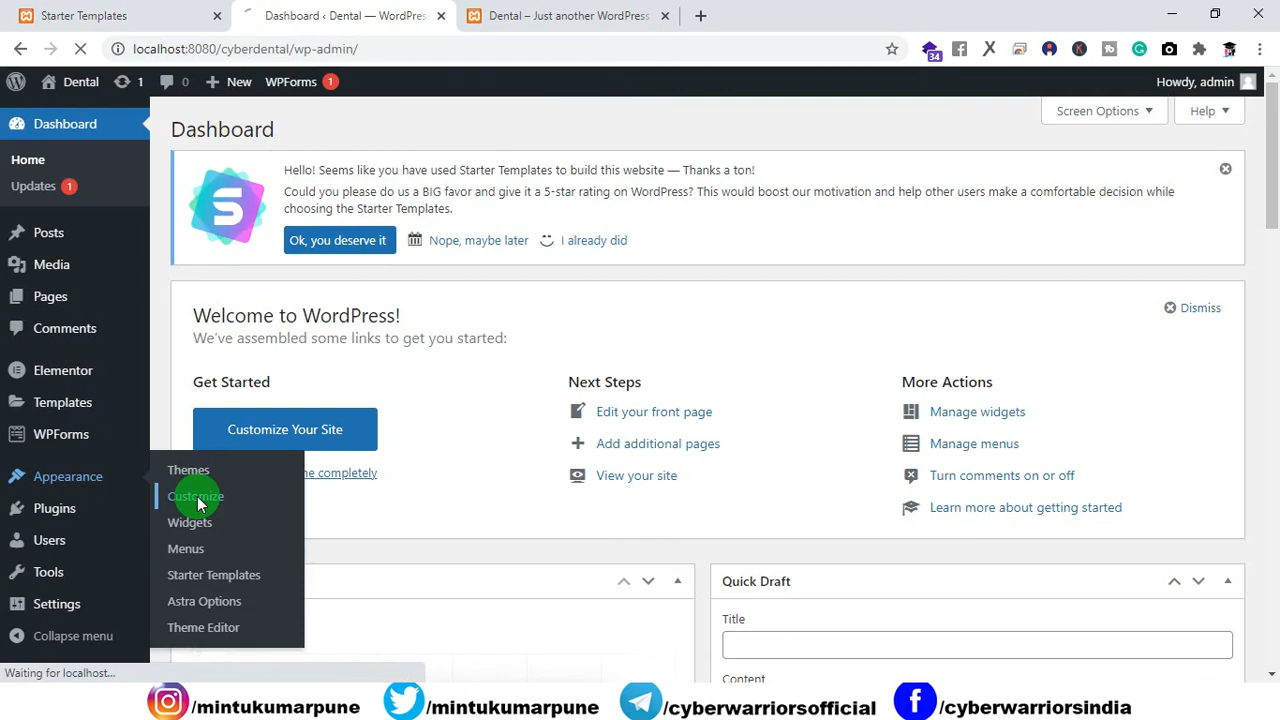 Starter Templates
Dashboard ‹ Dental — WordPress
Dental – Just another WordPress
localhost:8080/cyberdental/wp-admin/
34
Dental
1
0
New
WPForms 1
Howdy, admin
Dashboard
Home
Updates 1
Posts
Media
Pages
Comments
Elementor
Templates
WPForms
Appearance
Plugins
Users
Tools
Settings
Collapse menu
Themes
Customize
Widgets
Menus
Starter Templates
Astra Options
Theme Editor
Screen Options
Help
Dashboard
Hello! Seems like you have used Starter Templates to build this website — Thanks a ton!
Could you please do us a BIG favor and give it a 5-star rating on WordPress? This would boost our motivation and help other users make a comfortable decision while
choosing the Starter Templates.
Ok, you deserve it
Nope, maybe later
I already did
Welcome to WordPress!
We've assembled some links to get you started:
Dismiss
Get Started
Customize Your Site
completely
Next Steps
Edit your front page
Add additional pages
View your site
More Actions
Manage widgets
Manage menus
Turn comments on or off
Learn more about getting started
Quick Draft
Title
Content
Waiting for localhost...
/mintukumarpune
/mintukumarpune
/cyberwarriorsofficial
/cyberwarriorsindia